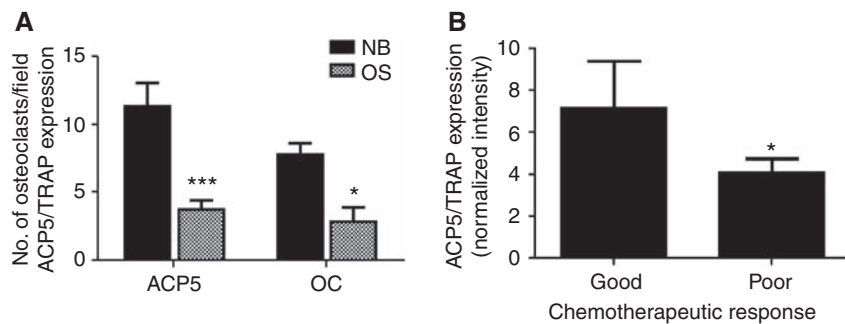 A
No. of osteoclasts/field
ACP5/TRAP expression
15
10
5
0
NB
OS
***
*
ACP5
OC
B
ACP5/TRAP expression
(normalized intensity)
10
8
6
4
2
0
*
Good
Poor
Chemotherapeutic response